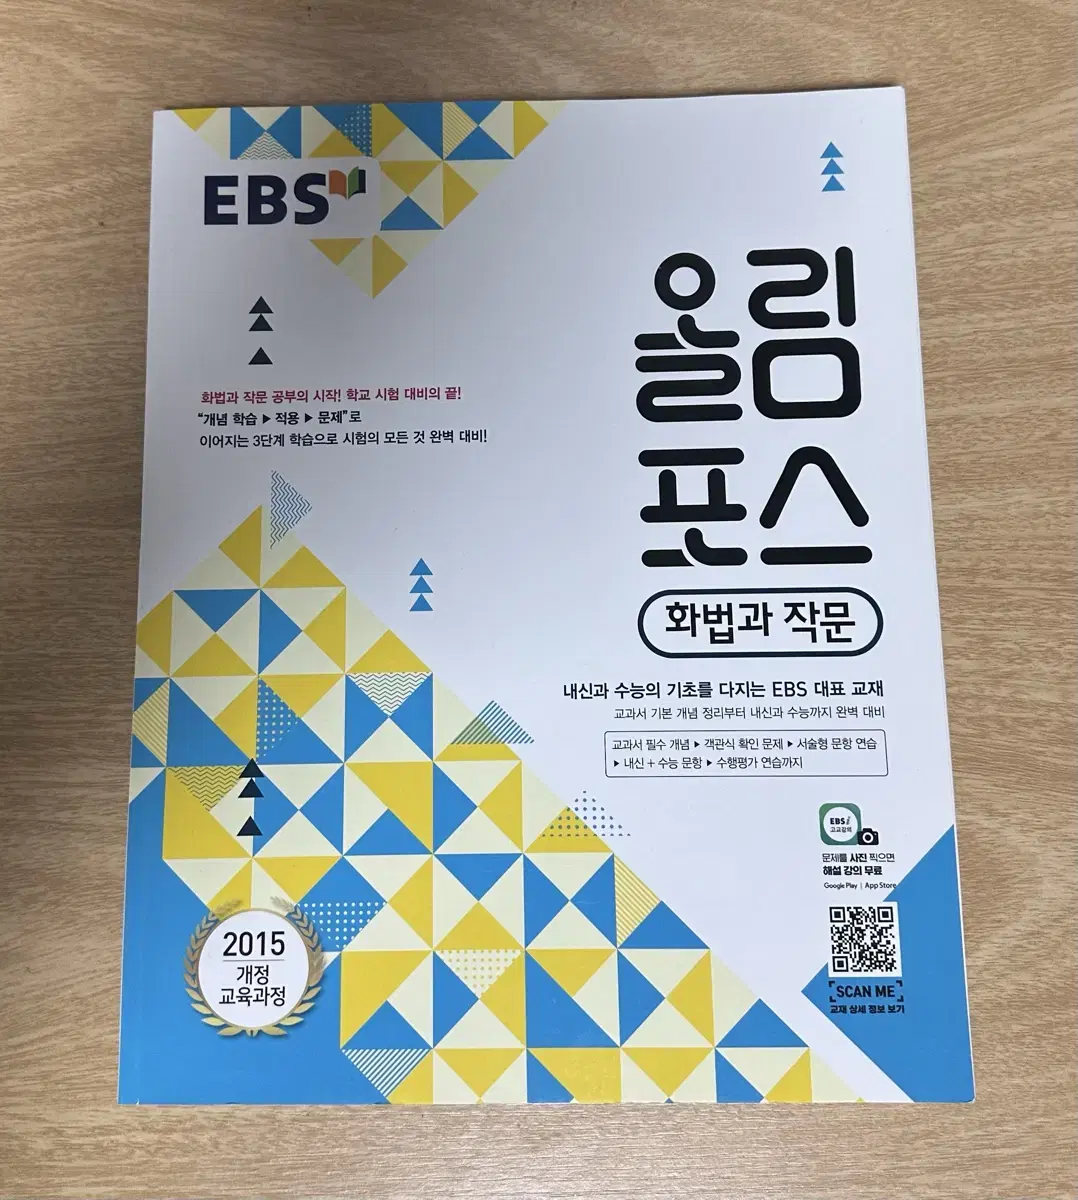 EBS
화법과 작문 공부의 시작! 학교 시험 대비의 끝!
“개념 학습 ▶ 적용 ▶ 문제”로
이어지는 3단계 학습으로 시험의 모든 것 완벽 대비!
올림
포스
화법과 작문
내신과 수능의 기초를 다지는 EBS 대표 교재
교과서 기본 개념 정리부터 내신과 수능까지 완벽 대비
교과서 필수 개념 ▶ 객관식 확인 문제 ▶ 서술형 문항 연습
▶ 내신 + 수능 문항 ▶ 수행평가 연습까지
EBSi
고교강의
문제를 사진 찍으면
해설 강의 무료
Google Play | App Store
SCAN ME
교재 상세 정보 보기
2015
개정
교육과정